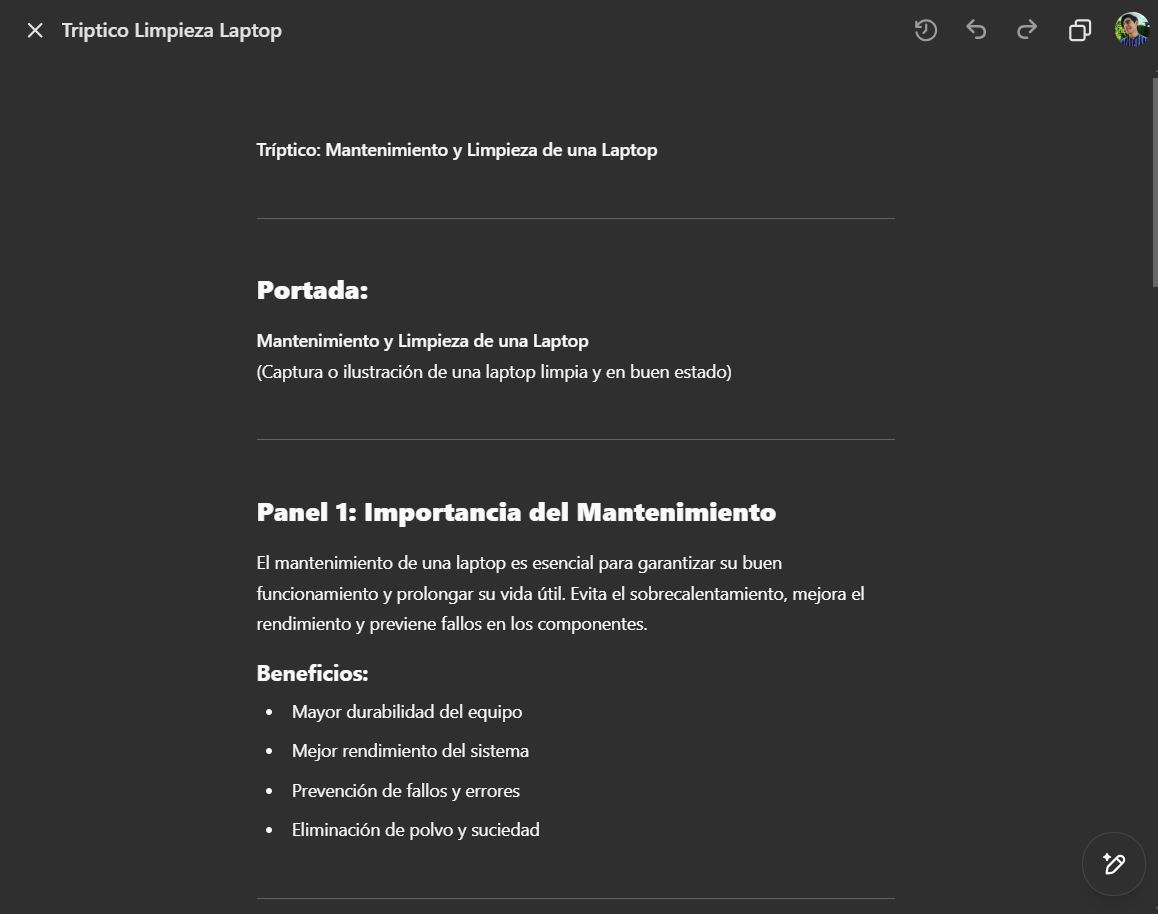 Triptico Limpieza Laptop
Tríptico: Mantenimiento y Limpieza de una Laptop
Portada:
Mantenimiento y Limpieza de una Laptop
(Captura o ilustración de una laptop limpia y en buen estado)
Panel 1: Importancia del Mantenimiento
El mantenimiento de una laptop es esencial para garantizar su buen
funcionamiento y prolongar su vida útil. Evita el sobrecalentamiento, mejora el
rendimiento y previene fallos en los componentes.
Beneficios:
• Mayor durabilidad del equipo
• Mejor rendimiento del sistema
• Prevención de fallos y errores
• Eliminación de polvo y suciedad